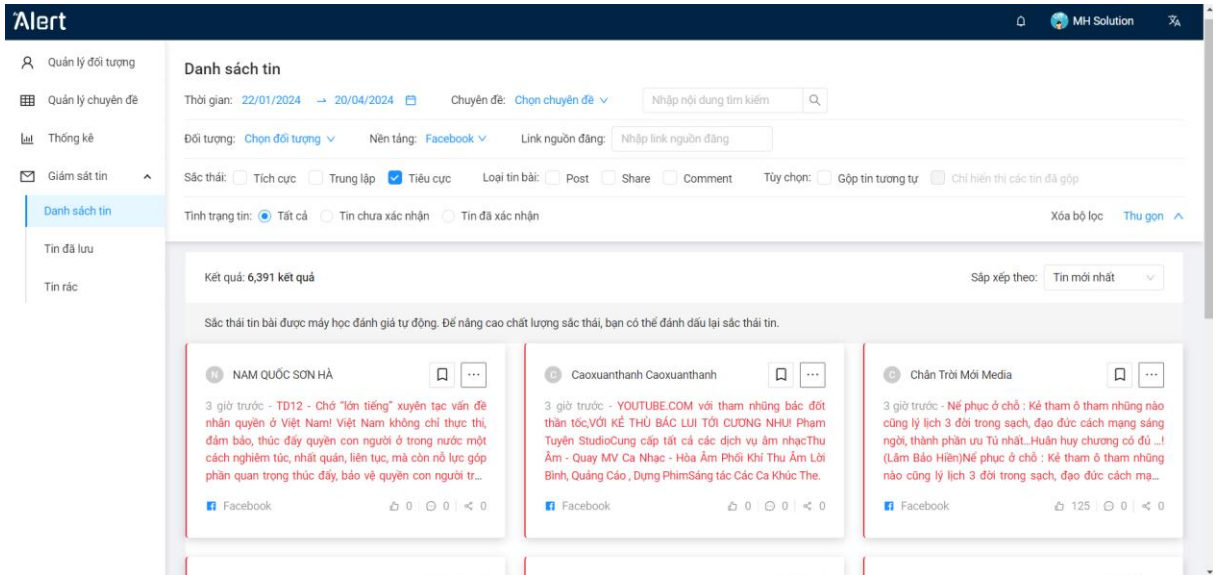 Alert
MH Solution
Quản lý đối tượng
Quản lý chuyên đề
Thống kê
Giám sát tin
Danh sách tin
Tin đã lưu
Tin rác
Danh sách tin
Thời gian: 22/01/2024 → 20/04/2024 Chuyên đề: Chọn chuyên đề Nhập nội dung tìm kiếm
Đối tượng: Chọn đối tượng Nền tảng: Facebook Link nguồn đăng: Nhập link nguồn đăng
Sắc thái: Tích cực Trung lập Tiêu cực Loại tin bài: Post Share Comment Tùy chọn: Gộp tin tương tự Chỉ hiển thị các tin đã gộp
Tình trạng tin: Tất cả Tin chưa xác nhận Tin đã xác nhận Xóa bộ lọc Thu gọn
Kết quả: 6,391 kết quả Sắp xếp theo: Tin mới nhất
Sắc thái tin bài được máy học đánh giá tự động. Để nâng cao chất lượng sắc thái, bạn có thể đánh dấu lại sắc thái tin.
N NAM QUỐC SƠN HÀ
3 giờ trước - TD12 - Chớ “lớn tiếng” xuyên tạc vấn đề
nhân quyền ở Việt Nam! Việt Nam không chỉ thực thi,
đảm bảo, thúc đẩy quyền con người ở trong nước một
cách nghiêm túc, nhất quán, liên tục, mà còn nỗ lực góp
phần quan trọng thúc đẩy, bảo vệ quyền con người tr...
Facebook 0 0 0
C Caoxuanthanh Caoxuanthanh
3 giờ trước - YOUTUBE.COM với tham nhũng bác đốt
thần tốc,VỚI KẺ THÙ BÁC LUI TỚI CƯƠNG NHU! Phạm
Tuyên StudioCung cấp tất cả các dịch vụ âm nhạcThu
Âm - Quay MV Ca Nhạc - Hòa Âm Phối Khí Thu Âm Lời
Bình, Quảng Cáo , Dựng PhimSáng tác Các Ca Khúc The.
Facebook 0 0 0
C Chân Trời Mới Media
3 giờ trước - Nể phục ở chỗ : Kẻ tham ô tham nhũng nào
cũng lý lịch 3 đời trong sạch, đạo đức cách mạng sáng
ngời, thành phần ưu Tú nhất...Huân huy chương có đủ ...!
(Lâm Bảo Hiền)Nể phục ở chỗ : Kẻ tham ô tham nhũng
nào cũng lý lịch 3 đời trong sạch, đạo đức cách mạ...
Facebook 125 0 0